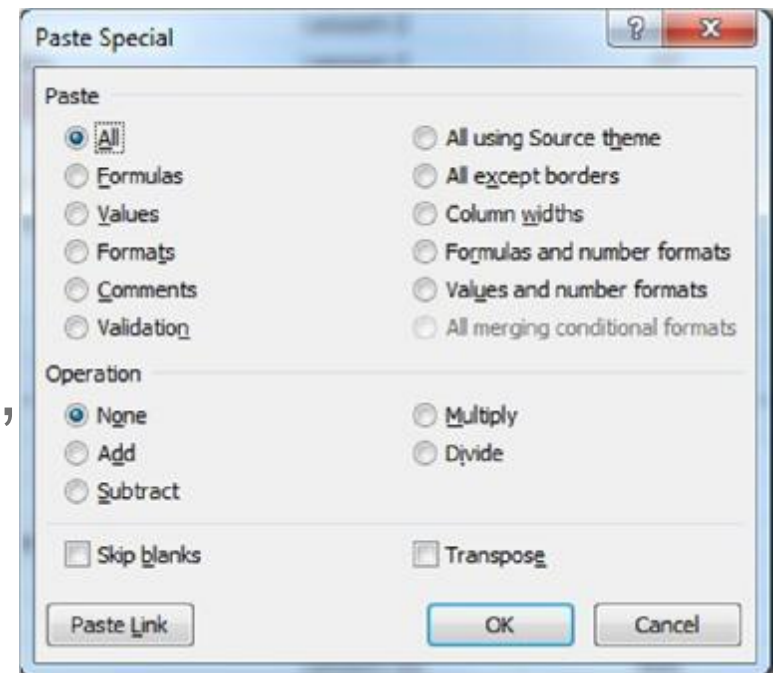 Paste Special
Paste
All
All using Source theme
Formulas
All except borders
Values
Column widths
Formats
Formulas and number formats
Comments
Values and number formats
Validation
All merging conditional formats
Operation
,
None
Multiply
Add
Divide
Subtract
Skip blanks
Transpose
Paste Link
OK
Cancel